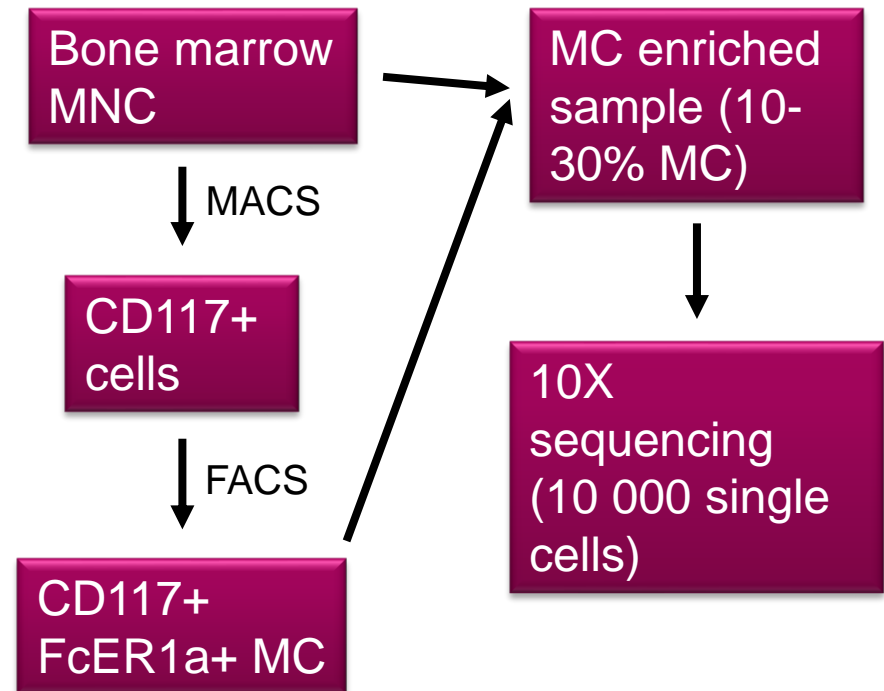 Bone marrow
MNC
MACS
CD117+
cells
FACS
CD117+
FcER1a+ MC
MC enriched
sample (10-
30% MC)
10X
sequencing
(10 000 single
cells)